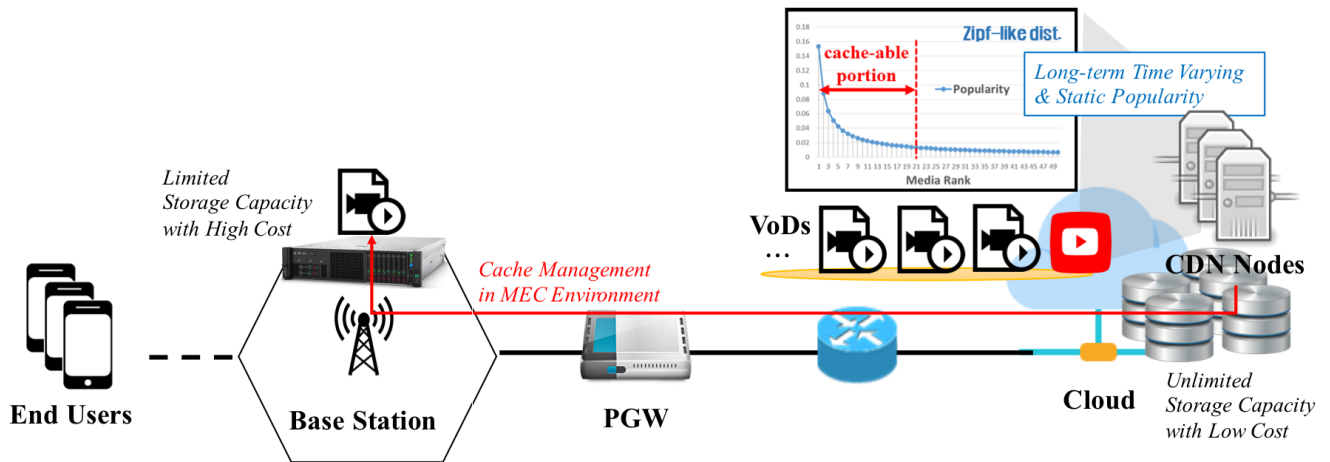 Zipf-like dist.
0.18
0.16
0.14
0.12
0.1
0.08
0.06
0.04
0.02
0
cache-able
portion
Popularity
1 3 5 7 9 11 13 15 17 19 21 23 25 27 29 31 33 35 37 39 41 43 45 47 49
Media Rank
Long-term Time Varying
& Static Popularity
Limited
Storage Capacity
with High Cost
VoDs
...
CDN Nodes
Cache Management
in MEC Environment
End Users
Base Station
PGW
Cloud
Unlimited
Storage Capacity
with Low Cost